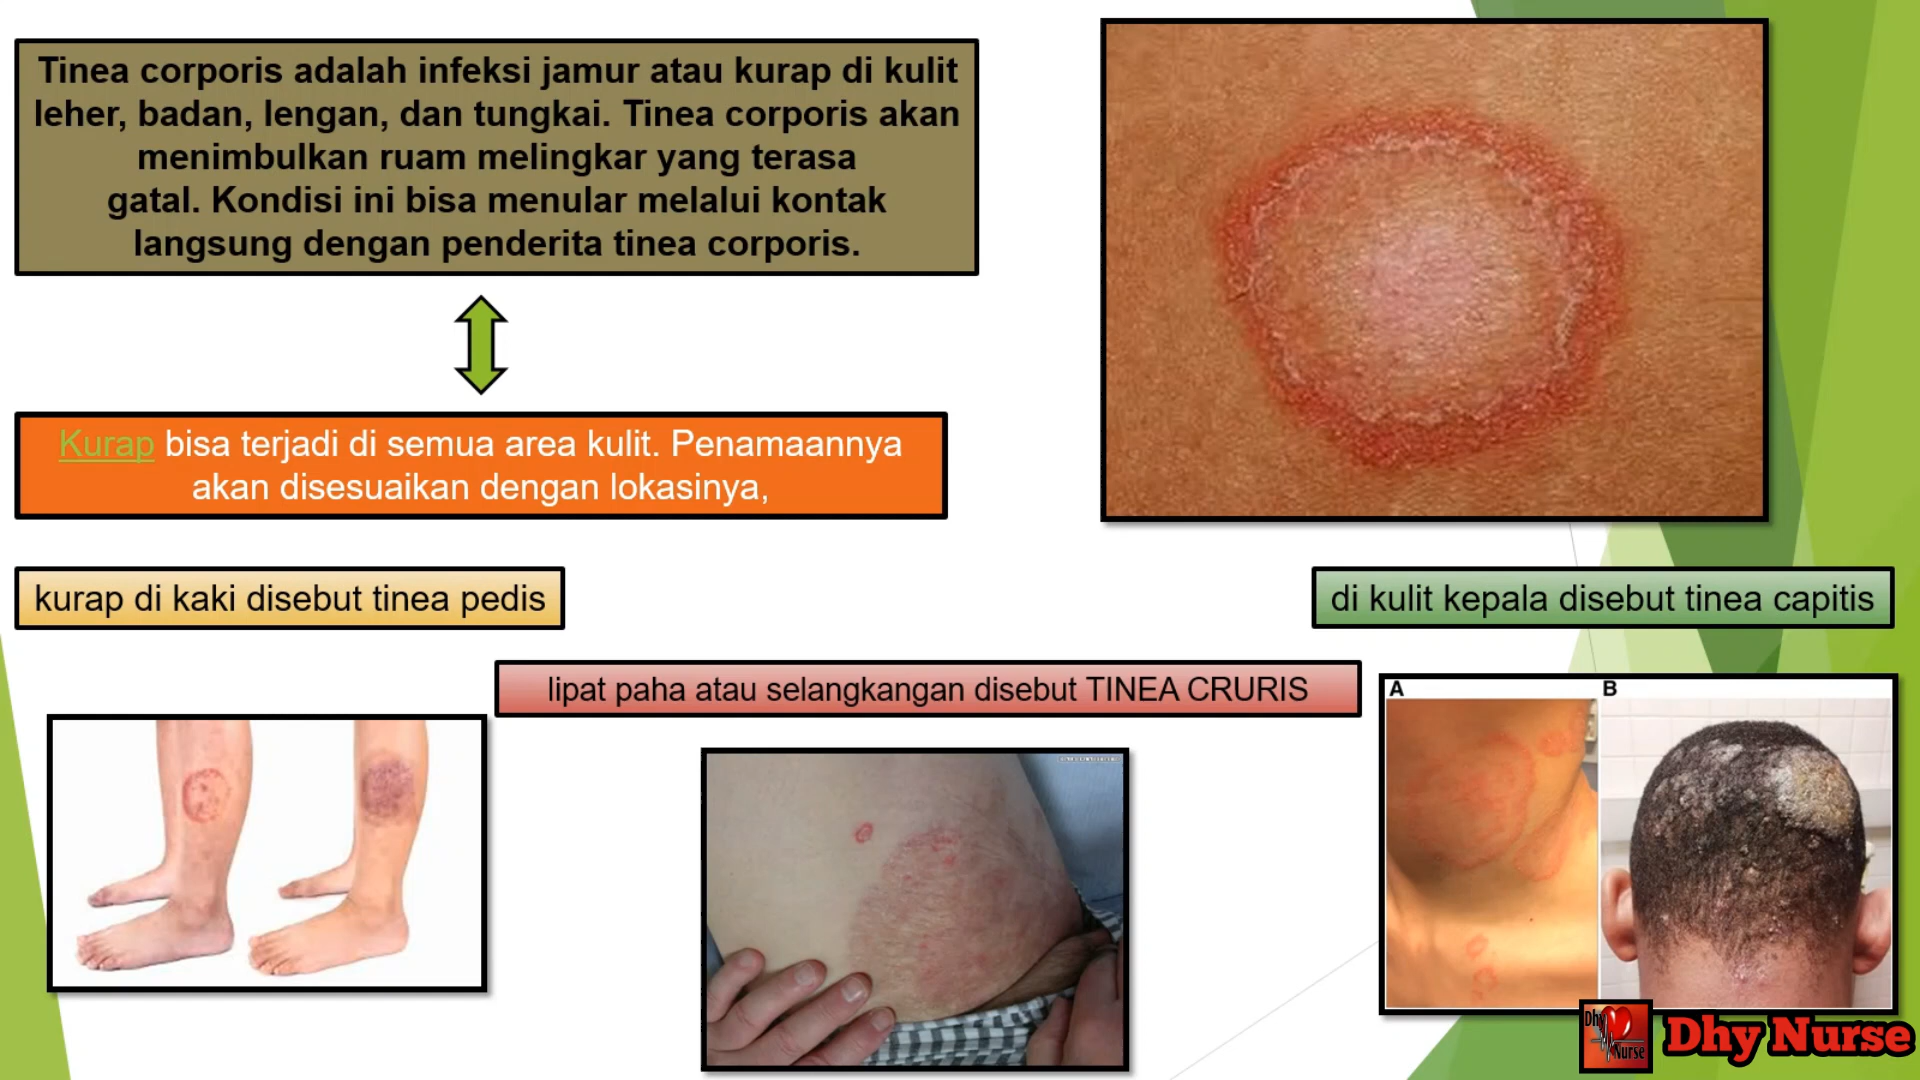 Tinea corporis adalah infeksi jamur atau kurap di kulit
leher, badan, lengan, dan tungkai. Tinea corporis akan
menimbulkan ruam melingkar yang terasa
gatal. Kondisi ini bisa menular melalui kontak
langsung dengan penderita tinea corporis.
Kurap bisa terjadi di semua area kulit. Penamaannya
akan disesuaikan dengan lokasinya,
kurap di kaki disebut tinea pedis
di kulit kepala disebut tinea capitis
lipat paha atau selangkangan disebut TINEA CRURIS
A
B
Dhy
Nurse
Dhy Nurse